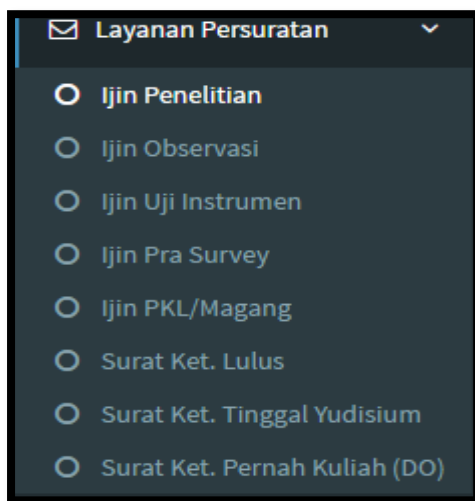 Layanan Persuratan
Ijin Penelitian
Ijin Observasi
Ijin Uji Instrumen
Ijin Pra Survey
Ijin PKL/Magang
Surat Ket. Lulus
Surat Ket. Tinggal Yudisium
Surat Ket. Pernah Kuliah (DO)